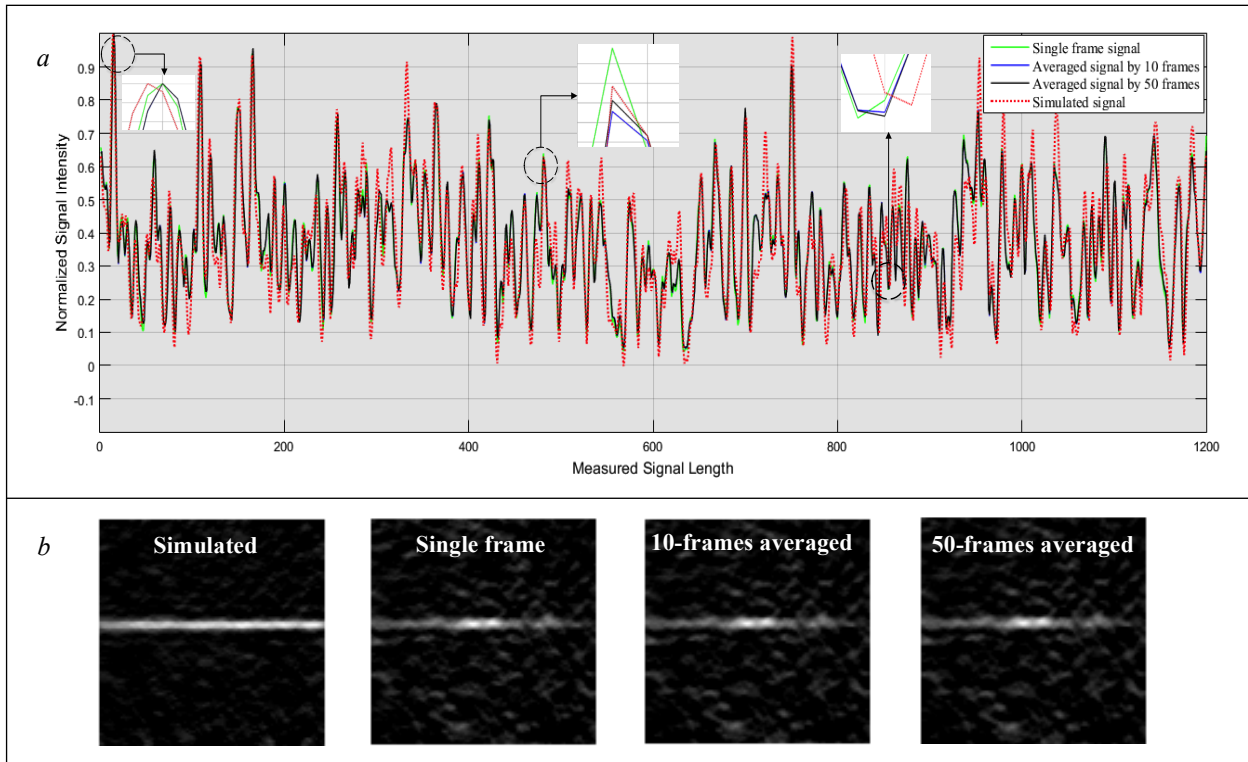 a
Single frame signal
Averaged signal by 10 frames
Averaged signal by 50 frames
Simulated signal
Normalized Signal Intensity
0.9
0.8
0.7
0.6
0.5
0.4
0.3
0.2
0.1
0
-0.1
0 200 400 600 800 1000 1200
Measured Signal Length
b
Simulated
Single frame
10-frames averaged
50-frames averaged